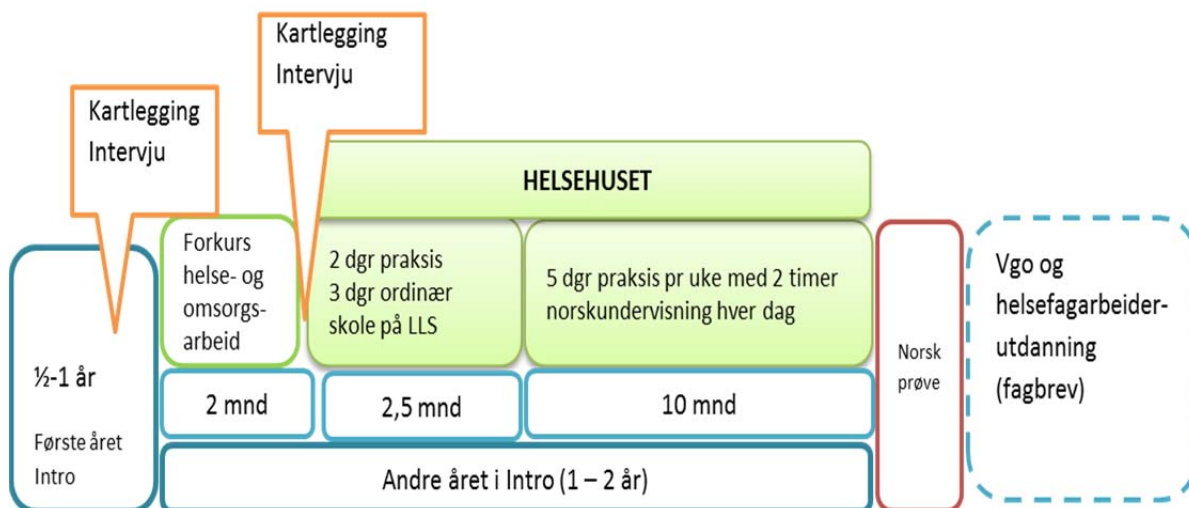 Kartlegging
Intervju
Kartlegging
Intervju
HELSEHUSET
½-1 år
Første året
Intro
Forkurs
helse- og
omsorgs-
arbeid
2 dgr praksis
3 dgr ordinær
skole på LLS
5 dgr praksis pr uke med 2 timer
norskundervisning hver dag
2 mnd
2,5 mnd
10 mnd
Andre året i Intro (1 – 2 år)
Norsk
prøve
Vgo og
helsefagarbeider-
utdanning
(fagbrev)